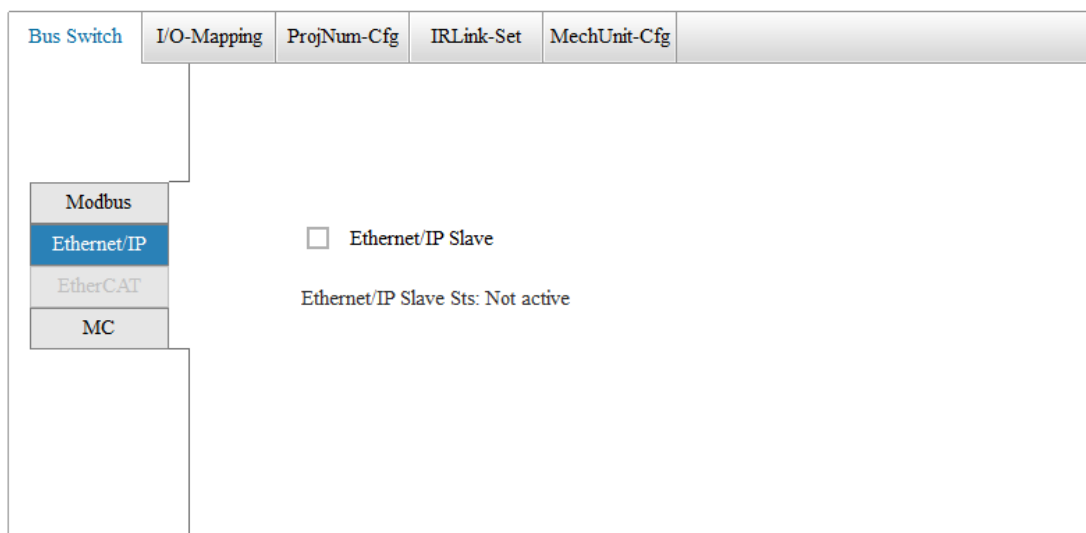 Bus Switch I/O-Mapping ProjNum-Cfg IRLink-Set MechUnit-Cfg
Modbus
Ethernet/IP
EtherCAT
MC
Ethernet/IP Slave
Ethernet/IP Slave Sts: Not active